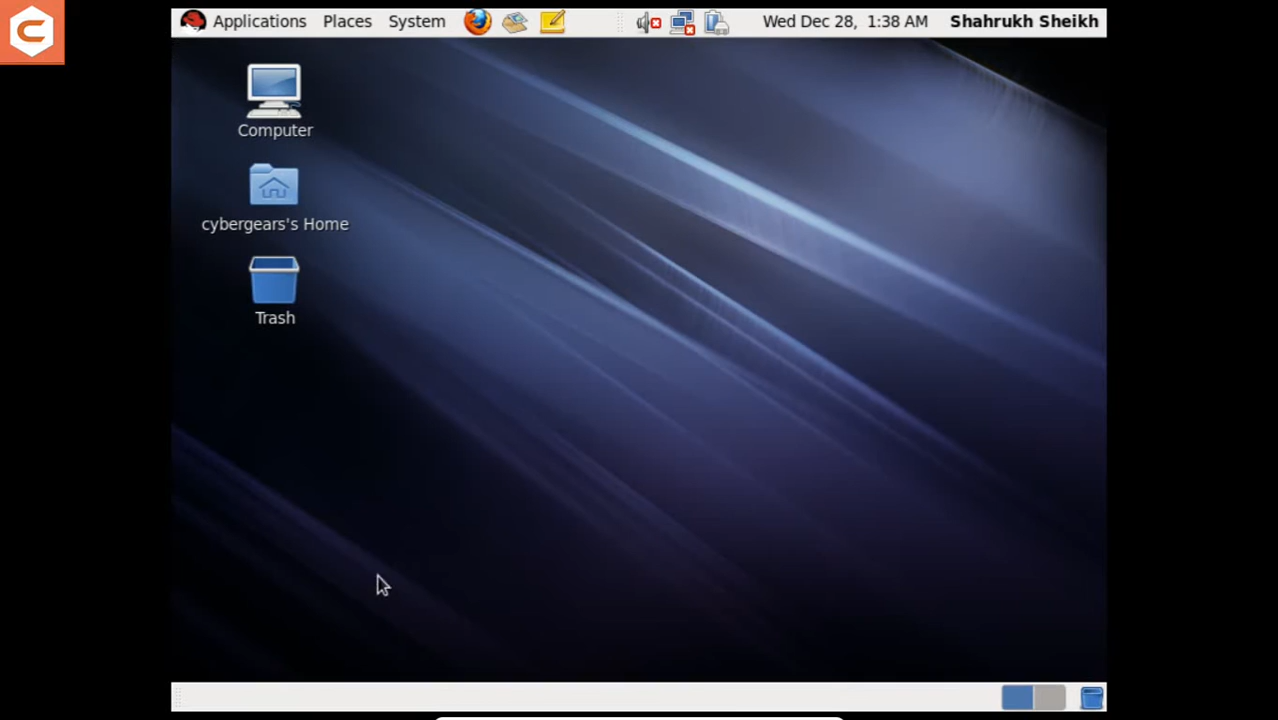 Applications Places System Wed Dec 28, 1:38 AM Shahrukh Sheikh
Computer
cybergears's Home
Trash